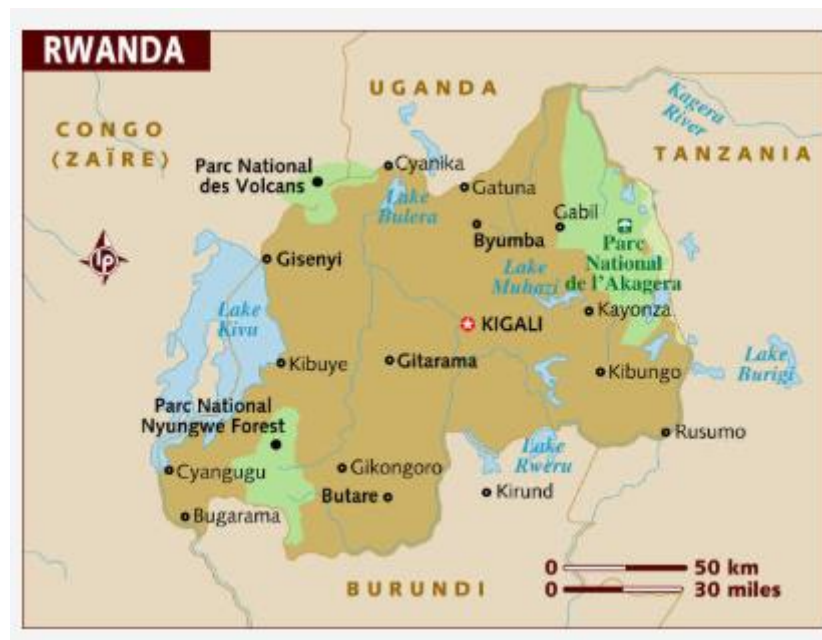 RWANDA
UGANDA
CONGO
(ZAÏRE)
Kagera
River
TANZANIA
Parc National
des Volcans
Cyanika
Lake
Bulera
Gatuna
Gabil
Byumba
Parc
National
de l'Akagera
LP
Gisenyi
Lake
Muhazi
Kayonza
Lake
Kivu
KIGALI
Kibuye
Gitarama
Kibungo
Lake
Burigi
Parc National
Nyungwe Forest
Rusumo
Lake
Rweru
Cyangugu
Gikongoro
Butare
Kirund
Bugarama
BURUNDI
0 50 km
0 30 miles